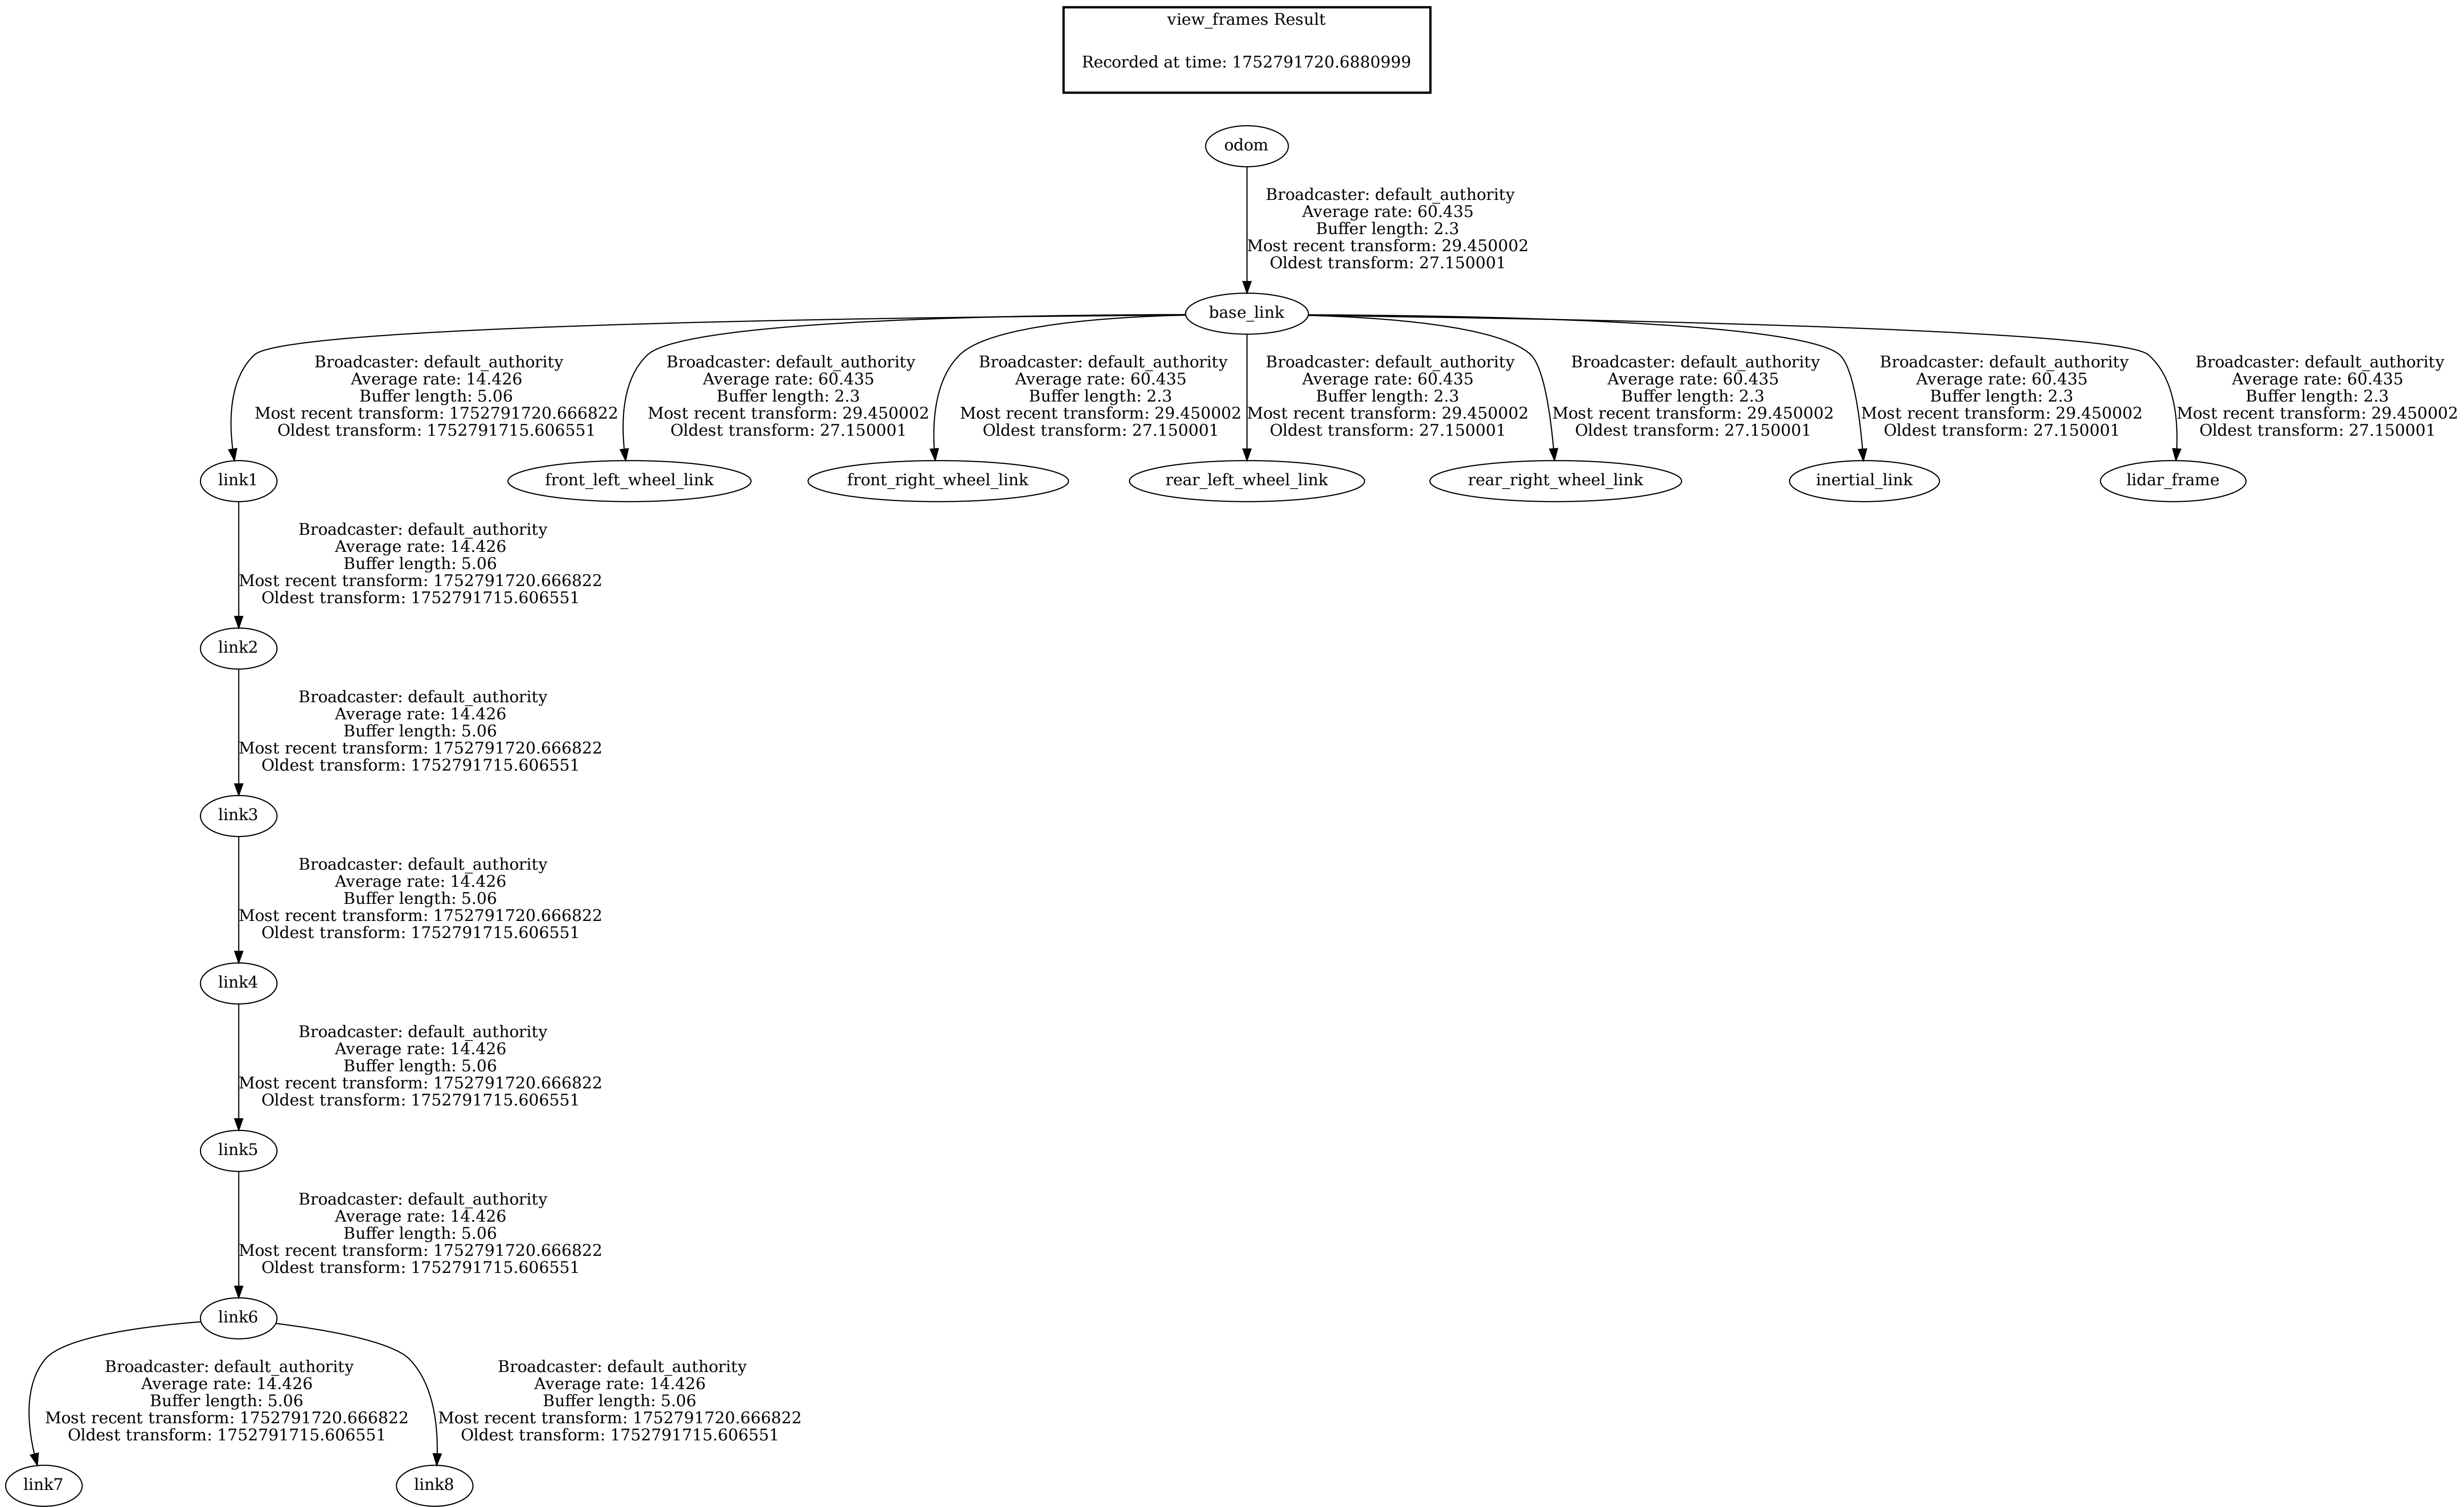 view_frames Result
Recorded at time: 1752791720.6880999
odom
Broadcaster: default_authority
Average rate: 60.435
Buffer length: 2.3
Most recent transform: 29.450002
Oldest transform: 27.150001
base_link
Broadcaster: default_authority
Average rate: 14.426
Buffer length: 5.06
Most recent transform: 1752791720.666822
Oldest transform: 1752791715.606551
Broadcaster: default_authority
Average rate: 60.435
Buffer length: 2.3
Most recent transform: 29.450002
Oldest transform: 27.150001
Broadcaster: default_authority
Average rate: 60.435
Buffer length: 2.3
Most recent transform: 29.450002
Oldest transform: 27.150001
Broadcaster: default_authority
Average rate: 60.435
Buffer length: 2.3
Most recent transform: 29.450002
Oldest transform: 27.150001
Broadcaster: default_authority
Average rate: 60.435
Buffer length: 2.3
Most recent transform: 29.450002
Oldest transform: 27.150001
Broadcaster: default_authority
Average rate: 60.435
Buffer length: 2.3
Most recent transform: 29.450002
Oldest transform: 27.150001
Broadcaster: default_authority
Average rate: 60.435
Buffer length: 2.3
Most recent transform: 29.450002
Oldest transform: 27.150001
link1
front_left_wheel_link
front_right_wheel_link
rear_left_wheel_link
rear_right_wheel_link
inertial_link
lidar_frame
Broadcaster: default_authority
Average rate: 14.426
Buffer length: 5.06
Most recent transform: 1752791720.666822
Oldest transform: 1752791715.606551
link2
Broadcaster: default_authority
Average rate: 14.426
Buffer length: 5.06
Most recent transform: 1752791720.666822
Oldest transform: 1752791715.606551
link3
Broadcaster: default_authority
Average rate: 14.426
Buffer length: 5.06
Most recent transform: 1752791720.666822
Oldest transform: 1752791715.606551
link4
Broadcaster: default_authority
Average rate: 14.426
Buffer length: 5.06
Most recent transform: 1752791720.666822
Oldest transform: 1752791715.606551
link5
Broadcaster: default_authority
Average rate: 14.426
Buffer length: 5.06
Most recent transform: 1752791720.666822
Oldest transform: 1752791715.606551
link6
Broadcaster: default_authority
Average rate: 14.426
Buffer length: 5.06
Most recent transform: 1752791720.666822
Oldest transform: 1752791715.606551
Broadcaster: default_authority
Average rate: 14.426
Buffer length: 5.06
Most recent transform: 1752791720.666822
Oldest transform: 1752791715.606551
link7
link8